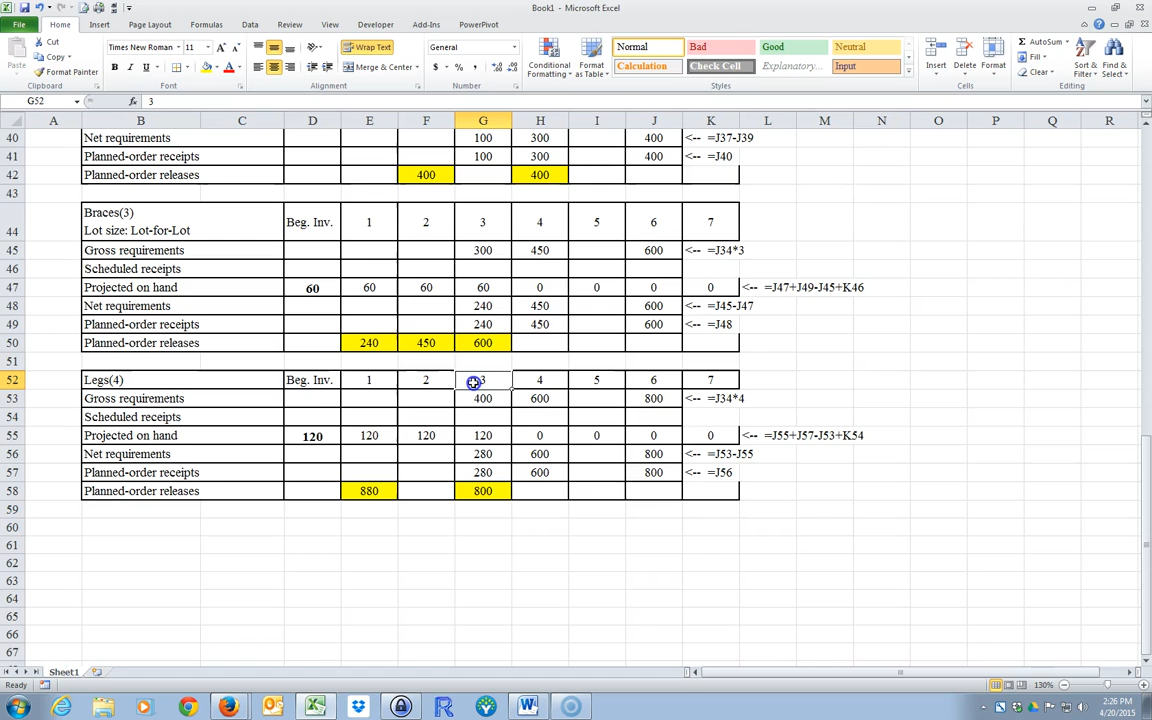 Book1 - Microsoft Excel
File Home Insert Page Layout Formulas Data Review View Developer Add-Ins PowerPivot
Paste Cut Copy Format Painter Clipboard
Times New Roman 11 B I U Font
Wrap Text Merge & Center Alignment
General $ % , Number
Conditional Formatting Format as Table
Normal Bad Good Neutral
Calculation Check Cell Explanatory... Input
Styles
Insert Delete Format Cells
AutoSum Fill Clear Sort & Filter Find & Select Editing
G52 fx 3
A B C D E F G H I J K L M N O P Q R
40 Net requirements 100 300 400 <-- =J37-J39
41 Planned-order receipts 100 300 400 <-- =J40
42 Planned-order releases 400 400
43
44 Braces(3)
Lot size: Lot-for-Lot Beg. Inv. 1 2 3 4 5 6 7
45 Gross requirements 300 450 600 <-- =J34*3
46 Scheduled receipts
47 Projected on hand 60 60 60 60 0 0 0 0 <-- =J47+J49-J45+K46
48 Net requirements 240 450 600 <-- =J45-J47
49 Planned-order receipts 240 450 600 <-- =J48
50 Planned-order releases 240 450 600
51
52 Legs(4) Beg. Inv. 1 2 3 4 5 6 7
53 Gross requirements 400 600 800 <-- =J34*4
54 Scheduled receipts
55 Projected on hand 120 120 120 120 0 0 0 0 <-- =J55+J57-J53+K54
56 Net requirements 280 600 800 <-- =J53-J55
57 Planned-order receipts 280 600 800 <-- =J56
58 Planned-order releases 880 800
59
60
61
62
63
64
65
66
67
Sheet1
Ready 130%
2:26 PM
4/20/2015